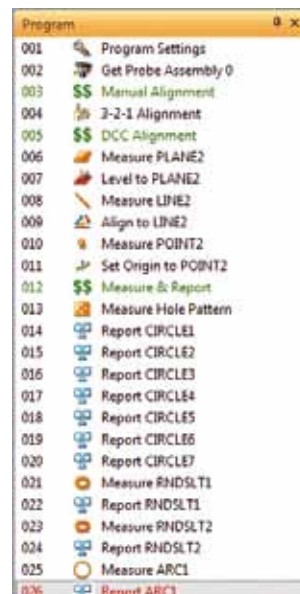 Program
001 Program Settings
002 Get Probe Assembly 0
003 $$ Manual Alignment
004 3-2-1 Alignment
005 $$ DCC Alignment
006 Measure PLANE2
007 Level to PLANE2
008 Measure LINE2
009 Align to LINE2
010 Measure POINT2
011 Set Origin to POINT2
012 $$ Measure & Report
013 Measure Hole Pattern
014 Report CIRCLE1
015 Report CIRCLE2
016 Report CIRCLE3
017 Report CIRCLE4
018 Report CIRCLE5
019 Report CIRCLE6
020 Report CIRCLE7
021 Measure RNDSLT1
022 Report RNDSLT1
023 Measure RNDSLT2
024 Report RNDSLT2
025 Measure ARC1
026 Report ARC1